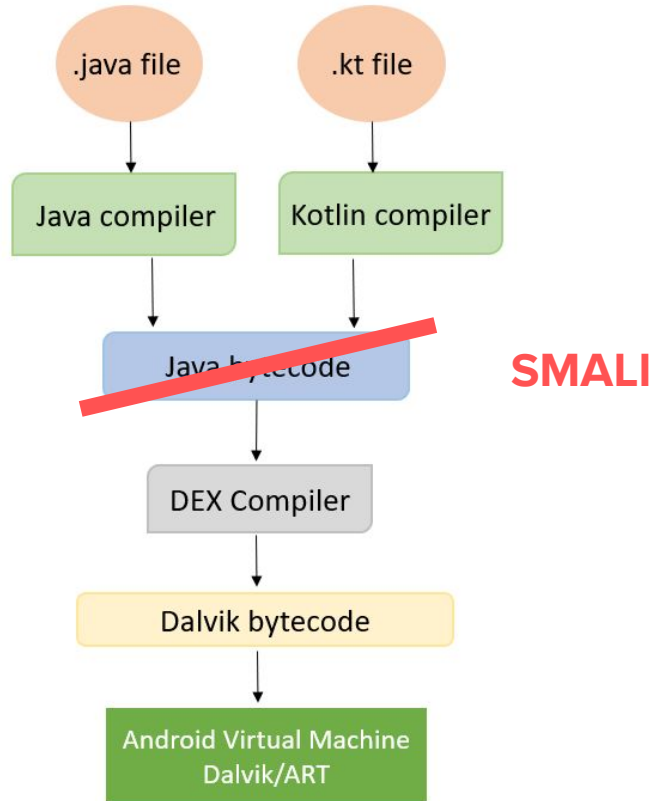 .java file
.kt file
Java compiler
Kotlin compiler
Java bytecode
SMALI
DEX Compiler
Dalvik bytecode
Android Virtual Machine
Dalvik/ART